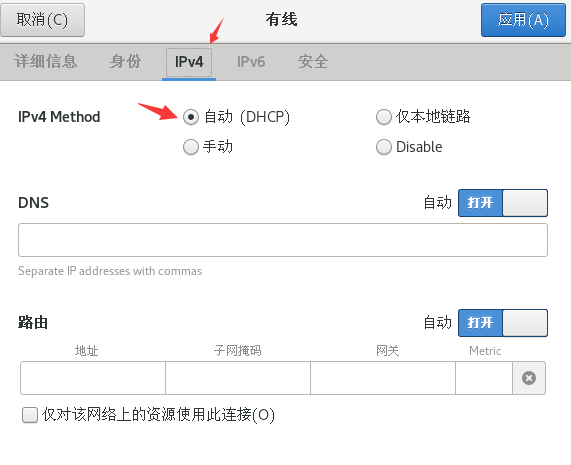 取消(C) 有线 应用(A)
详细信息 身份 IPv4 IPv6 安全
IPv4 Method 自动 (DHCP) 仅本地链路
手动 Disable
DNS 自动 打开
Separate IP addresses with commas
路由 自动 打开
地址 子网掩码 网关 Metric
仅对该网络上的资源使用此连接(O)